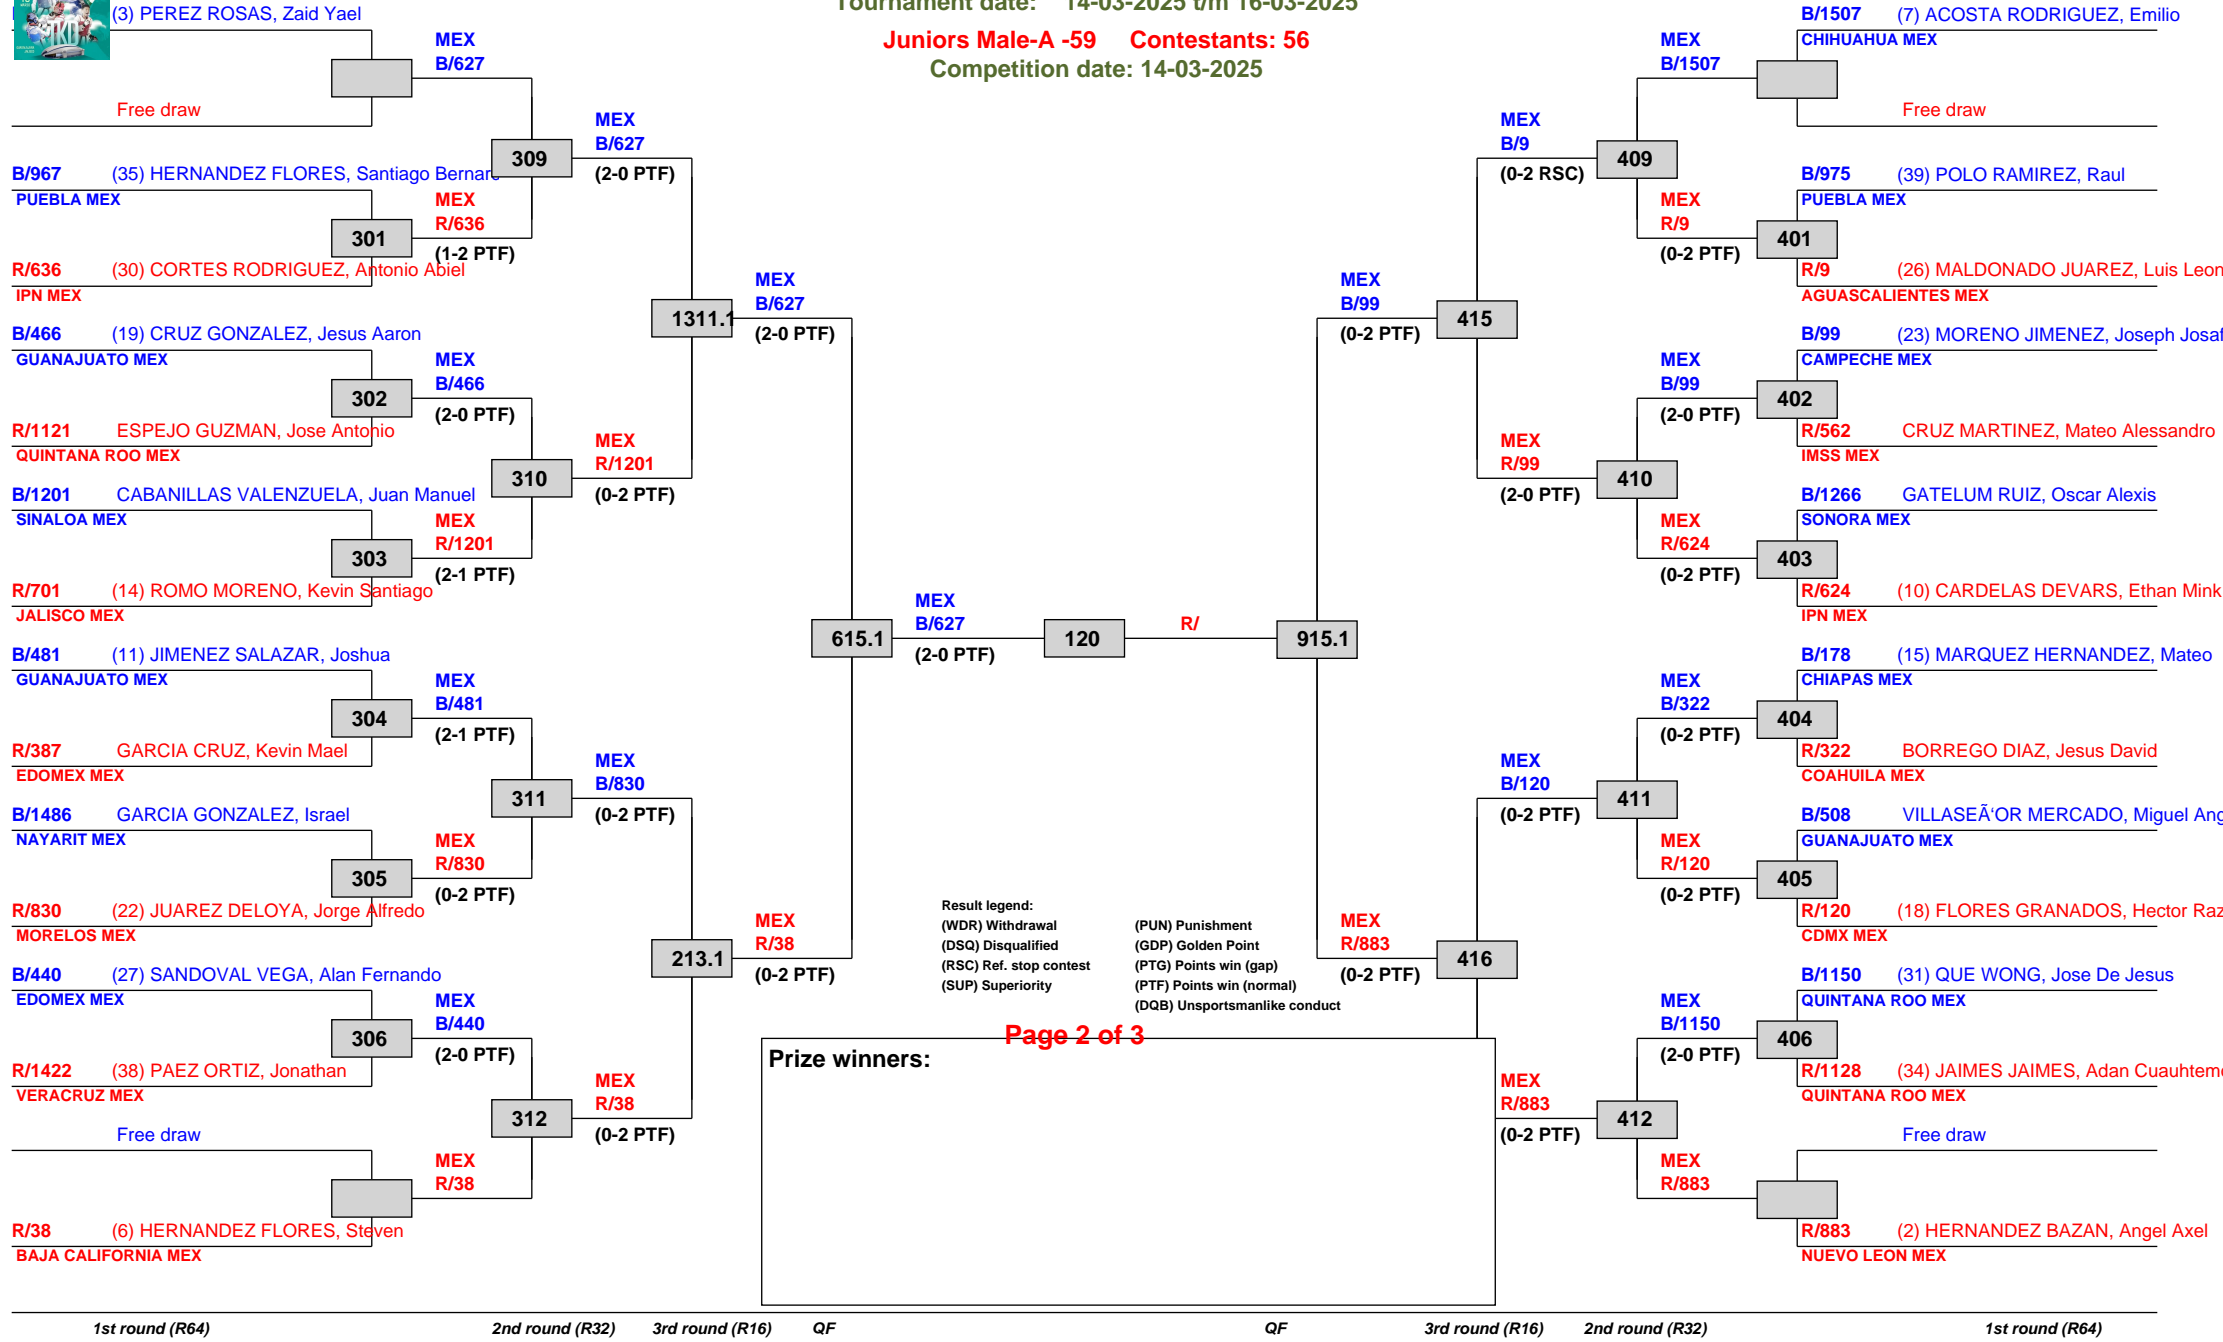 Tournament date: 14-03-2025 t/m 16-03-2025
Juniors Male-A -59 Contestants: 56
Competition date: 14-03-2025
(3) PEREZ ROSAS, Zaid Yael
Free draw
B/967 (35) HERNANDEZ FLORES, Santiago Bernar
PUEBLA MEX
R/636 (30) CORTES RODRIGUEZ, Antonio Abiel
IPN MEX
B/466 (19) CRUZ GONZALEZ, Jesus Aaron
GUANAJUATO MEX
R/1121 ESPEJO GUZMAN, Jose Antonio
QUINTANA ROO MEX
B/1201 CABANILLAS VALENZUELA, Juan Manuel
SINALOA MEX
R/701 (14) ROMO MORENO, Kevin Santiago
JALISCO MEX
B/481 (11) JIMENEZ SALAZAR, Joshua
GUANAJUATO MEX
R/387 GARCIA CRUZ, Kevin Mael
EDOMEX MEX
B/1486 GARCIA GONZALEZ, Israel
NAYARIT MEX
R/830 (22) JUAREZ DELOYA, Jorge Alfredo
MORELOS MEX
B/440 (27) SANDOVAL VEGA, Alan Fernando
EDOMEX MEX
R/1422 (38) PAEZ ORTIZ, Jonathan
VERACRUZ MEX
Free draw
R/38 (6) HERNANDEZ FLORES, Steven
BAJA CALIFORNIA MEX
MEX
B/627
301
MEX
R/636
(1-2 PTF)
302
MEX
B/466
(2-0 PTF)
303
MEX
R/1201
(2-1 PTF)
304
MEX
B/481
(2-1 PTF)
305
MEX
R/830
(0-2 PTF)
306
MEX
B/440
(2-0 PTF)
MEX
R/38
309
MEX
B/627
(2-0 PTF)
310
MEX
R/1201
(0-2 PTF)
311
MEX
B/830
(0-2 PTF)
312
MEX
R/38
(0-2 PTF)
1311.1
MEX
B/627
(2-0 PTF)
213.1
MEX
R/38
(0-2 PTF)
615.1
MEX
B/627
(2-0 PTF)
120
R/
915.1
MEX
B/99
(0-2 PTF)
415
MEX
R/883
(0-2 PTF)
416
MEX
B/9
(0-2 RSC)
409
MEX
R/99
(2-0 PTF)
410
MEX
B/120
(0-2 PTF)
411
MEX
R/883
(0-2 PTF)
412
MEX
B/1507
MEX
R/9
(0-2 PTF)
401
MEX
B/99
(2-0 PTF)
402
MEX
R/624
(0-2 PTF)
403
MEX
B/322
(0-2 PTF)
404
MEX
R/120
(0-2 PTF)
405
MEX
B/1150
(2-0 PTF)
406
MEX
R/883
B/1507 (7) ACOSTA RODRIGUEZ, Emilio
CHIHUAHUA MEX
Free draw
B/975 (39) POLO RAMIREZ, Raul
PUEBLA MEX
R/9 (26) MALDONADO JUAREZ, Luis Leon
AGUASCALIENTES MEX
B/99 (23) MORENO JIMENEZ, Joseph Josaf
CAMPECHE MEX
R/562 CRUZ MARTINEZ, Mateo Alessandro
IMSS MEX
B/1266 GATELUM RUIZ, Oscar Alexis
SONORA MEX
R/624 (10) CARDELAS DEVARS, Ethan Mink
IPN MEX
B/178 (15) MARQUEZ HERNANDEZ, Mateo
CHIAPAS MEX
R/322 BORREGO DIAZ, Jesus David
COAHUILA MEX
B/508 VILLASEÃ‘OR MERCADO, Miguel Ang
GUANAJUATO MEX
R/120 (18) FLORES GRANADOS, Hector Raz
CDMX MEX
B/1150 (31) QUE WONG, Jose De Jesus
QUINTANA ROO MEX
R/1128 (34) JAIMES JAIMES, Adan Cuauhtem
QUINTANA ROO MEX
Free draw
R/883 (2) HERNANDEZ BAZAN, Angel Axel
NUEVO LEON MEX
Result legend:
(WDR) Withdrawal (PUN) Punishment
(DSQ) Disqualified (GDP) Golden Point
(RSC) Ref. stop contest (PTG) Points win (gap)
(SUP) Superiority (PTF) Points win (normal)
(DQB) Unsportsmanlike conduct
Page 2 of 3
Prize winners:
1st round (R64) 2nd round (R32) 3rd round (R16) QF QF 3rd round (R16) 2nd round (R32) 1st round (R64)